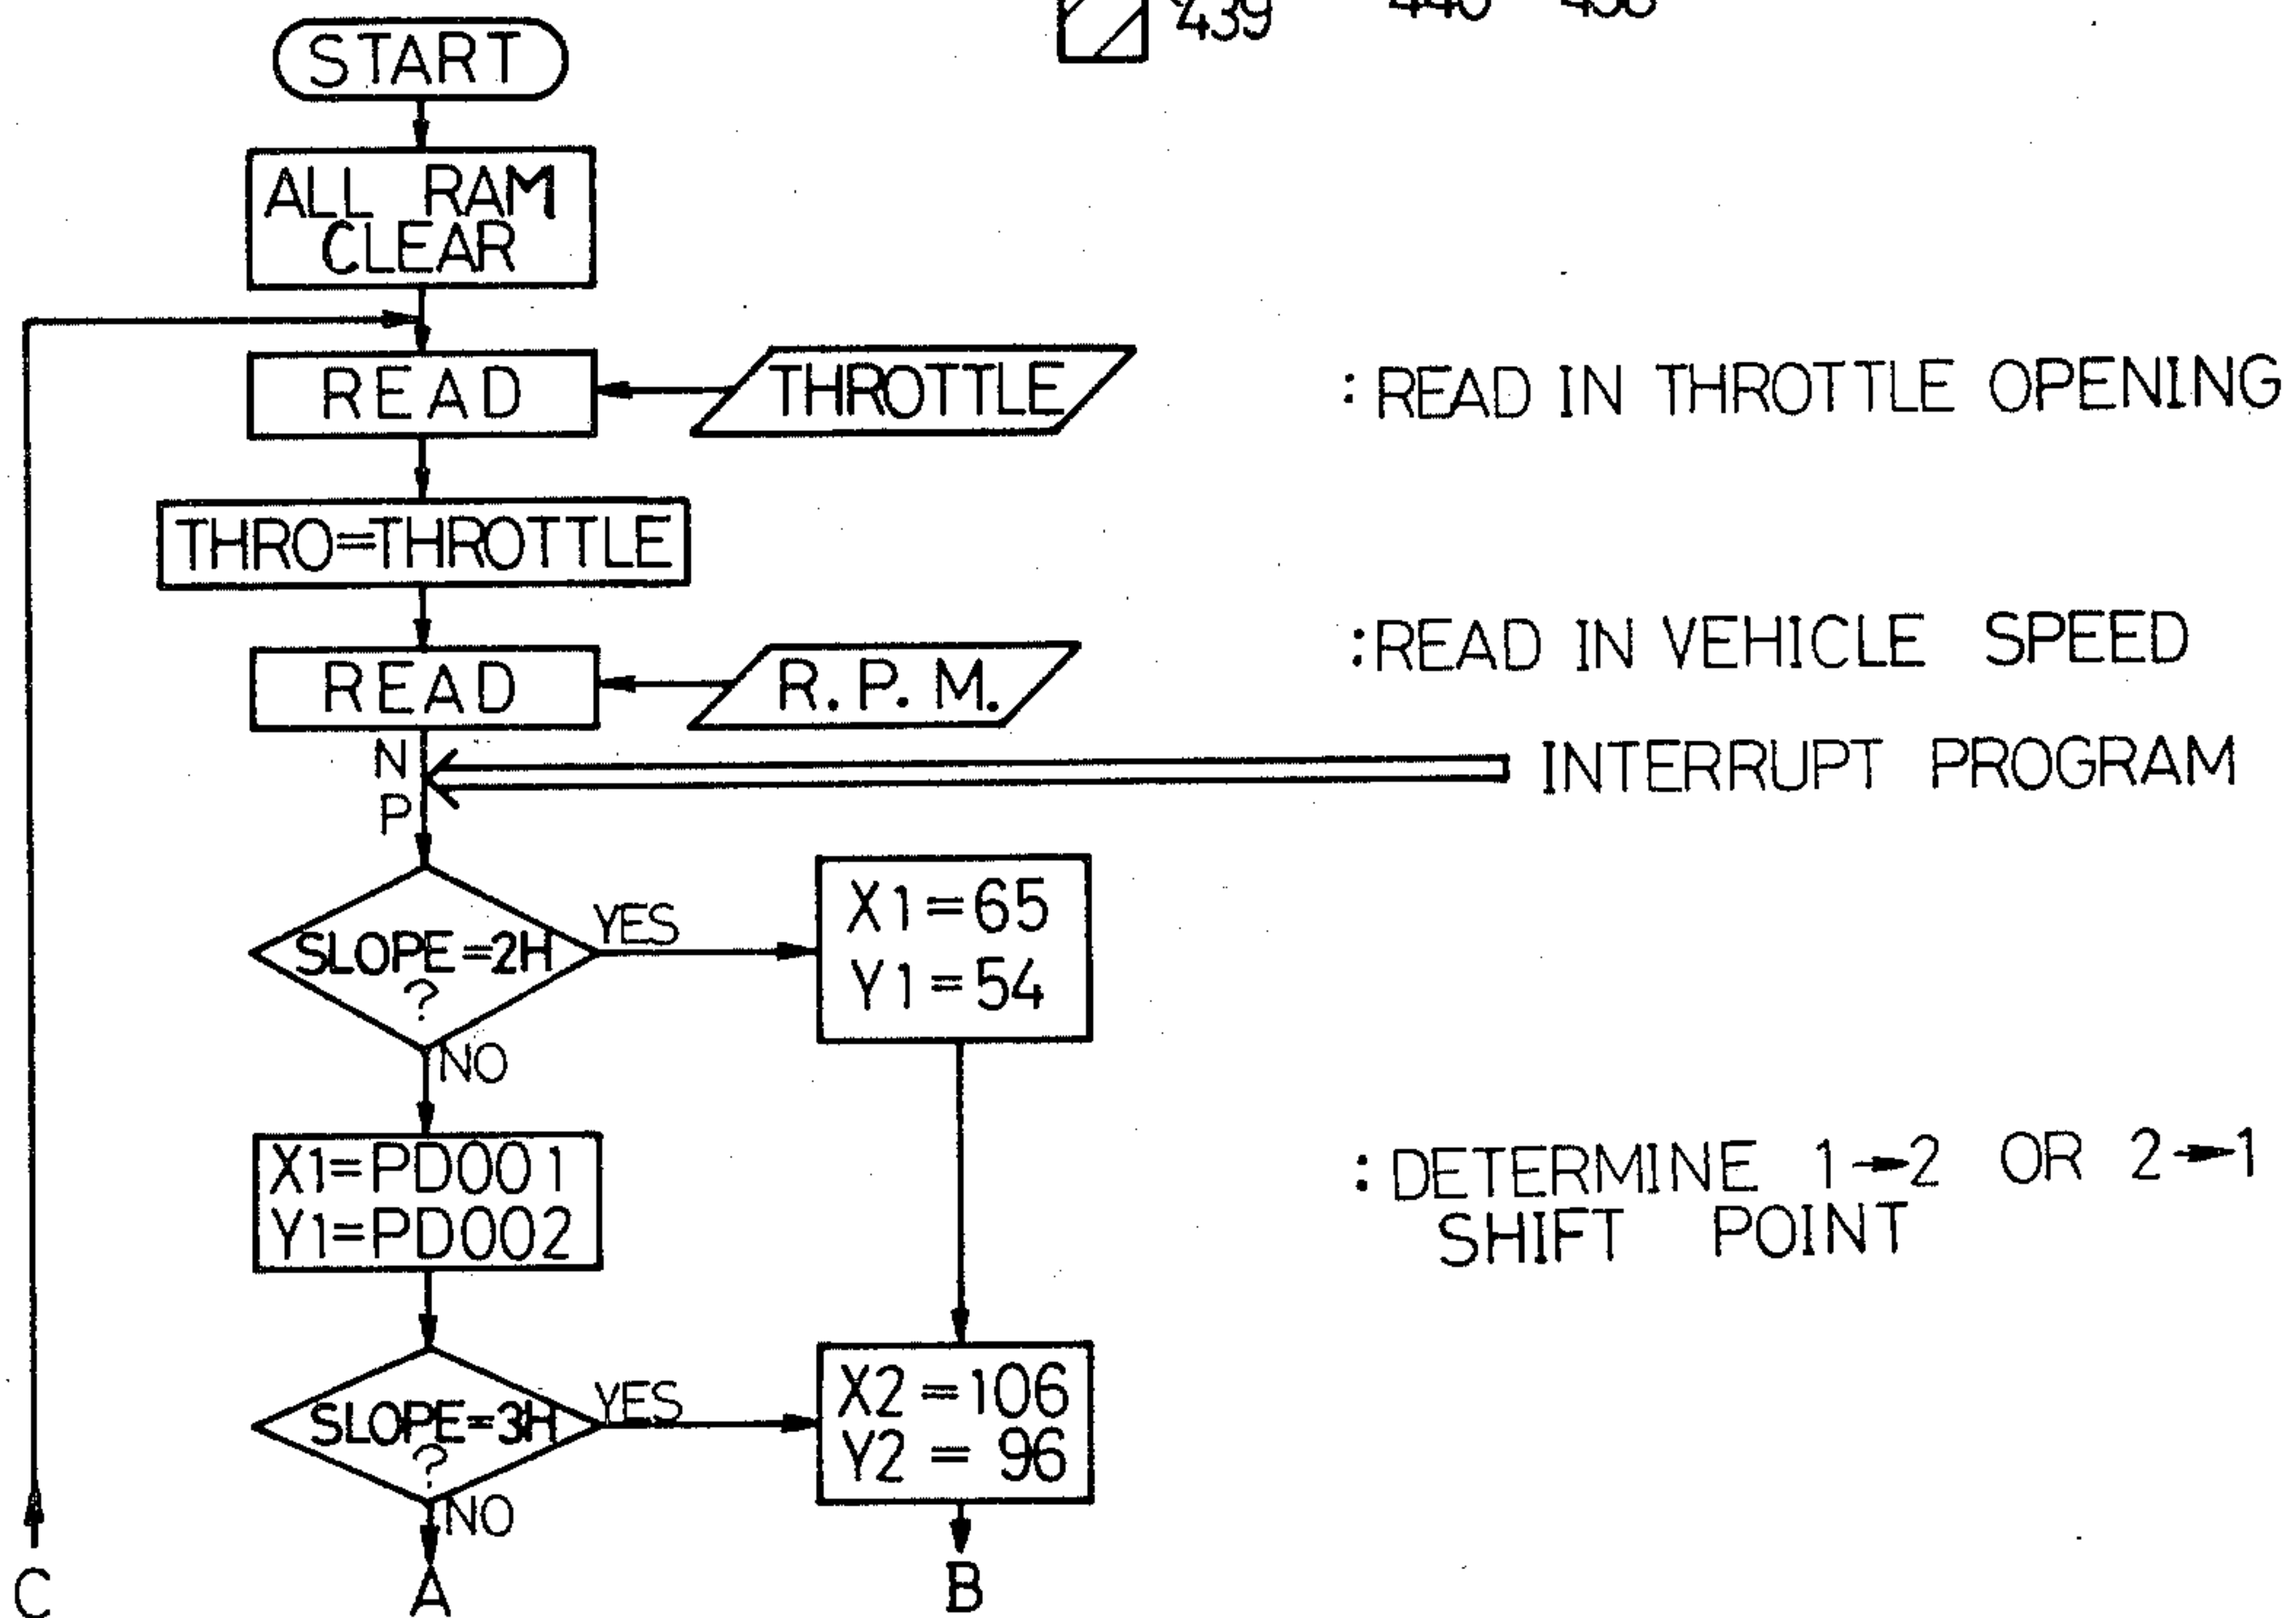 439
START
ALL RAM
CLEAR
READ
THROTTLE
: READ IN THROTTLE OPENING
THRO=THROTTLE
READ
R. P. M.
: READ IN VEHICLE SPEED
N
P
INTERRUPT PROGRAM
SLOPE=2H
?
YES
X1=65
Y1=54
NO
X1=PD001
Y1=PD002
: DETERMINE 1→2 OR 2→1
SHIFT POINT
SLOPE=3H
?
YES
X2=106
Y2= 96
NO
C
A
B